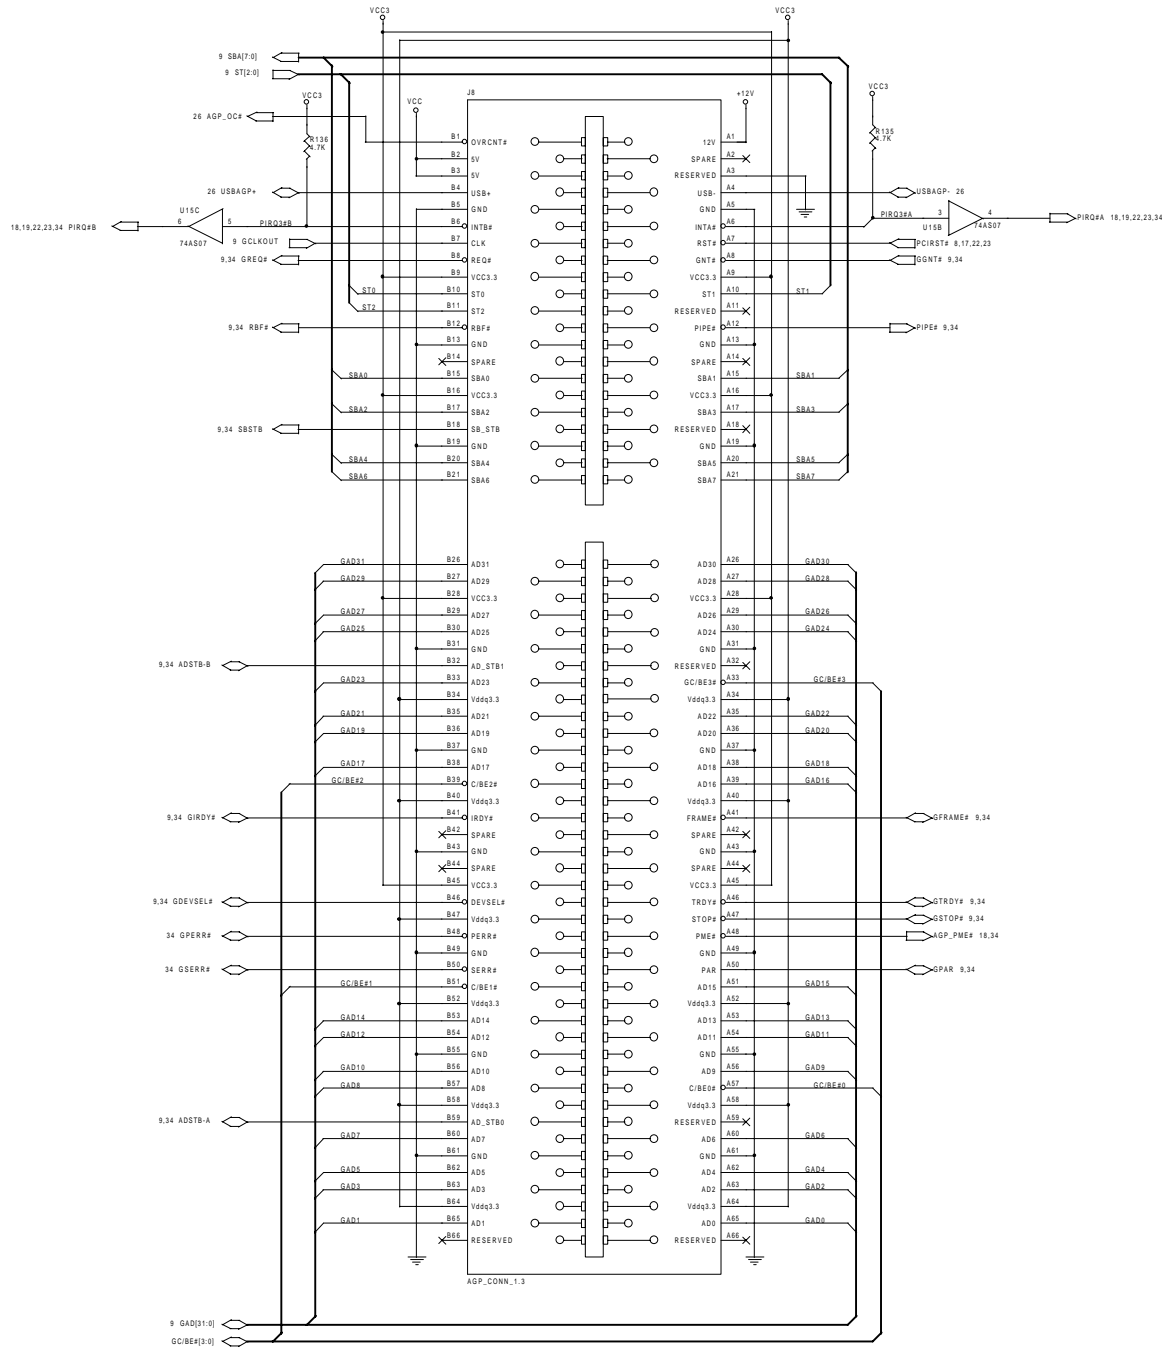 VCC3
VCC3
9 SBA[7:0]
9 ST[2:0]
VCC3
VCC
J8
+12V
VCC3
26 AGP_OC#
R136
4.7K
R135
4.7K
B1 OVRCNT# 12V A1
B2 5V SPARE A2
B3 5V RESERVED A3
26 USBAGP+ B4 USB+ USB- A4 USBAGP- 26
U15C
B5 GND GND A5
18,19,22,23,34 PIRQ#B 6 5 PIRQ3#B B6 INTB# INTA# A6 PIRQ3#A 3 4 PIRQ#A 18,19,22,23,34
74AS07
U15B
74AS07
9 GCLKOUT B7 CLK RST# A7 PCIRST# 8,17,22,23
9,34 GREQ# B8 REQ# GNT# A8 GGNT# 9,34
B9 VCC3.3 VCC3.3 A9
ST0 B10 ST0 ST1 A10 ST1
ST2 B11 ST2 RESERVED A11
9,34 RBF# B12 RBF# PIPE# A12 PIPE# 9,34
B13 GND GND A13
B14 SPARE SPARE A14
SBA0 B15 SBA0 SBA1 A15 SBA1
B16 VCC3.3 VCC3.3 A16
SBA2 B17 SBA2 SBA3 A17 SBA3
9,34 SBSTB B18 SB_STB RESERVED A18
B19 GND GND A19
SBA4 B20 SBA4 SBA5 A20 SBA5
SBA6 B21 SBA6 SBA7 A21 SBA7
GAD31 B26 AD31 AD30 A26 GAD30
GAD29 B27 AD29 AD28 A27 GAD28
B28 VCC3.3 VCC3.3 A28
GAD27 B29 AD27 AD26 A29 GAD26
GAD25 B30 AD25 AD24 A30 GAD24
B31 GND GND A31
9,34 ADSTB-B B32 AD_STB1 RESERVED A32
GAD23 B33 AD23 GC/BE3# A33 GC/BE#3
B34 Vddq3.3 Vddq3.3 A34
GAD21 B35 AD21 AD22 A35 GAD22
GAD19 B36 AD19 AD20 A36 GAD20
B37 GND GND A37
GAD17 B38 AD17 AD18 A38 GAD18
GC/BE#2 B39 C/BE2# AD16 A39 GAD16
B40 Vddq3.3 Vddq3.3 A40
9,34 GIRDY# B41 IRDY# FRAME# A41 GFRAME# 9,34
B42 SPARE SPARE A42
B43 GND GND A43
B44 SPARE SPARE A44
B45 VCC3.3 VCC3.3 A45
9,34 GDEVSEL# B46 DEVSEL# TRDY# A46 GTRDY# 9,34
B47 Vddq3.3 STOP# A47 GSTOP# 9,34
34 GPERR# B48 PERR# PME# A48 AGP_PME# 18,34
B49 GND GND A49
34 GSERR# B50 SERR# PAR A50 GPAR 9,34
GC/BE#1 B51 C/BE1# AD15 A51 GAD15
B52 Vddq3.3 Vddq3.3 A52
GAD14 B53 AD14 AD13 A53 GAD13
GAD12 B54 AD12 AD11 A54 GAD11
B55 GND GND A55
GAD10 B56 AD10 AD9 A56 GAD9
GAD8 B57 AD8 C/BE0# A57 GC/BE#0
B58 Vddq3.3 Vddq3.3 A58
9,34 ADSTB-A B59 AD_STB0 RESERVED A59
GAD7 B60 AD7 AD6 A60 GAD6
B61 GND GND A61
GAD5 B62 AD5 AD4 A62 GAD4
GAD3 B63 AD3 AD2 A63 GAD2
B64 Vddq3.3 Vddq3.3 A64
GAD1 B65 AD1 AD0 A65 GAD0
B66 RESERVED RESERVED A66
AGP_CONN_1.3
9 GAD[31:0]
GC/BE#[3:0]